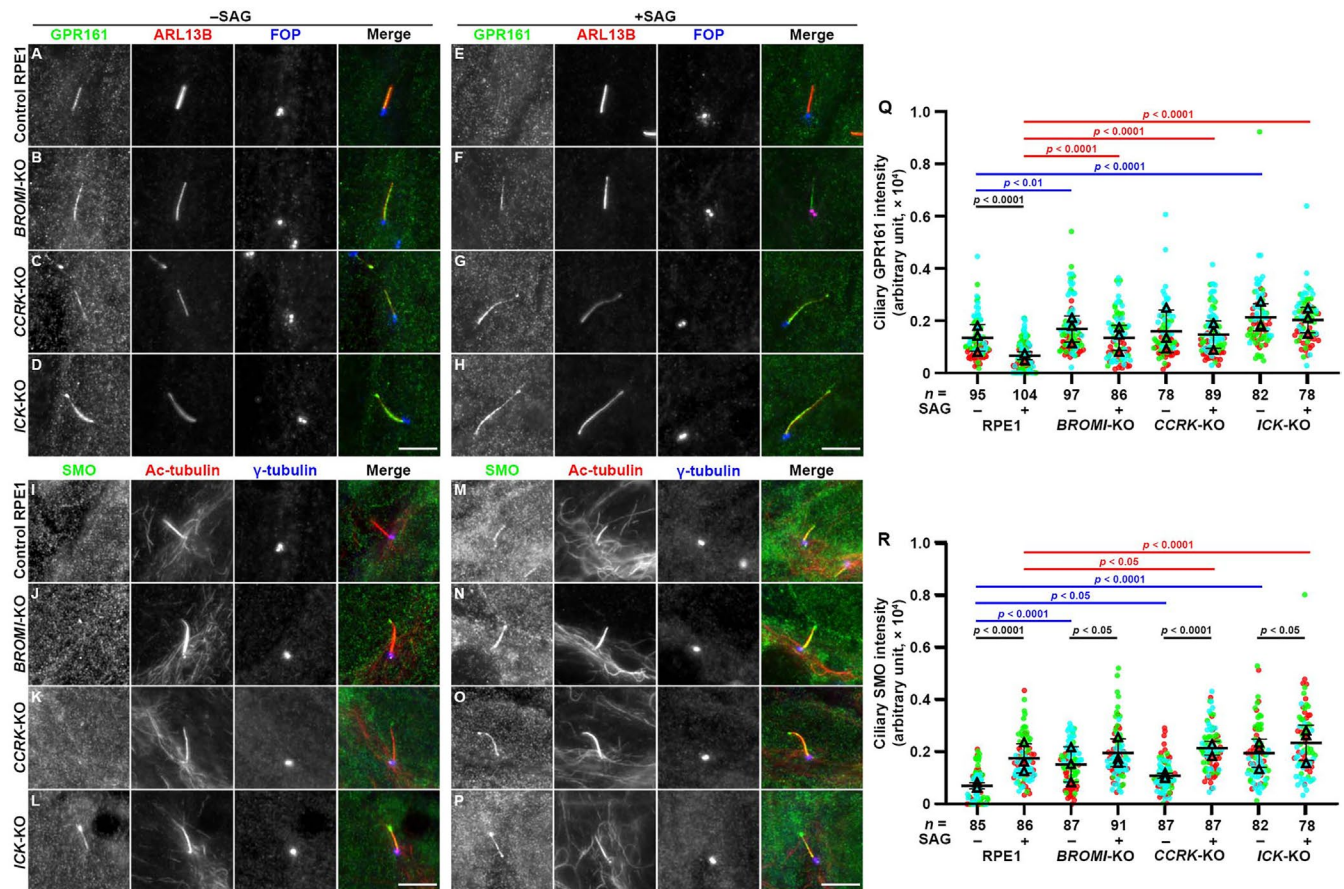 –SAG
+SAG
GPR161 ARL13B FOP Merge
GPR161 ARL13B FOP Merge
Control RPE1
A
E
BROMI-KO
B
F
CCRK-KO
C
G
ICK-KO
D
H
SMO Ac-tubulin γ-tubulin Merge
SMO Ac-tubulin γ-tubulin Merge
Control RPE1
I
M
BROMI-KO
J
N
CCRK-KO
K
O
ICK-KO
L
P
Q
Ciliary GPR161 intensity
(arbitrary unit, × 10⁴)
1.0
0.8
0.6
0.4
0.2
0
p < 0.0001
p < 0.0001
p < 0.0001
p < 0.0001
p < 0.01
p < 0.0001
n = 95 104 97 86 78 89 82 78
SAG – + – + – + – +
RPE1 BROMI-KO CCRK-KO ICK-KO
R
Ciliary SMO intensity
(arbitrary unit, × 10⁴)
1.0
0.8
0.6
0.4
0.2
0
p < 0.0001
p < 0.05
p < 0.0001
p < 0.05
p < 0.0001
p < 0.0001 p < 0.05 p < 0.0001 p < 0.05
n = 85 86 87 91 87 87 82 78
SAG – + – + – + – +
RPE1 BROMI-KO CCRK-KO ICK-KO